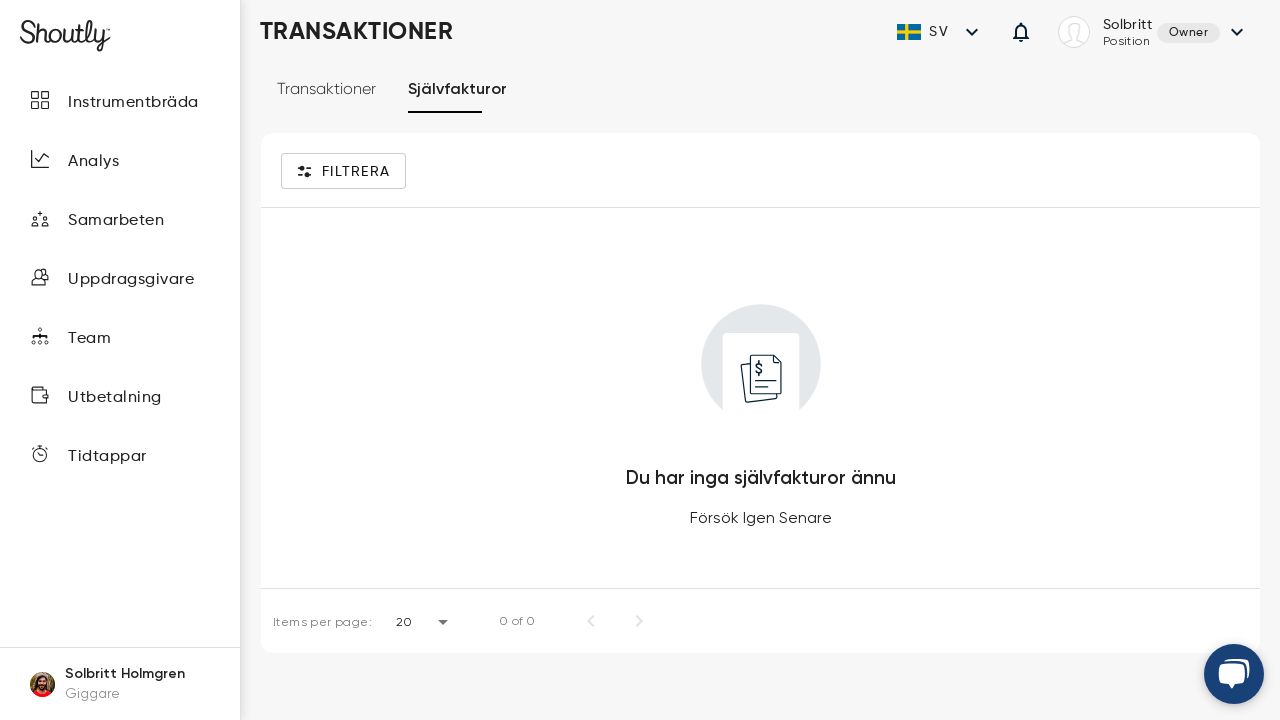 Shoutly
TRANSAKTIONER
SV
Solbritt
Position
Owner
Instrumentbräda
Analys
Samarbeten
Uppdragsgivare
Team
Utbetalning
Tidtappar
Solbritt Holmgren
Giggare
Transaktioner
Självfakturor
FILTRERA
Du har inga självfakturor ännu
Försök Igen Senare
Items per page:
20
0 of 0